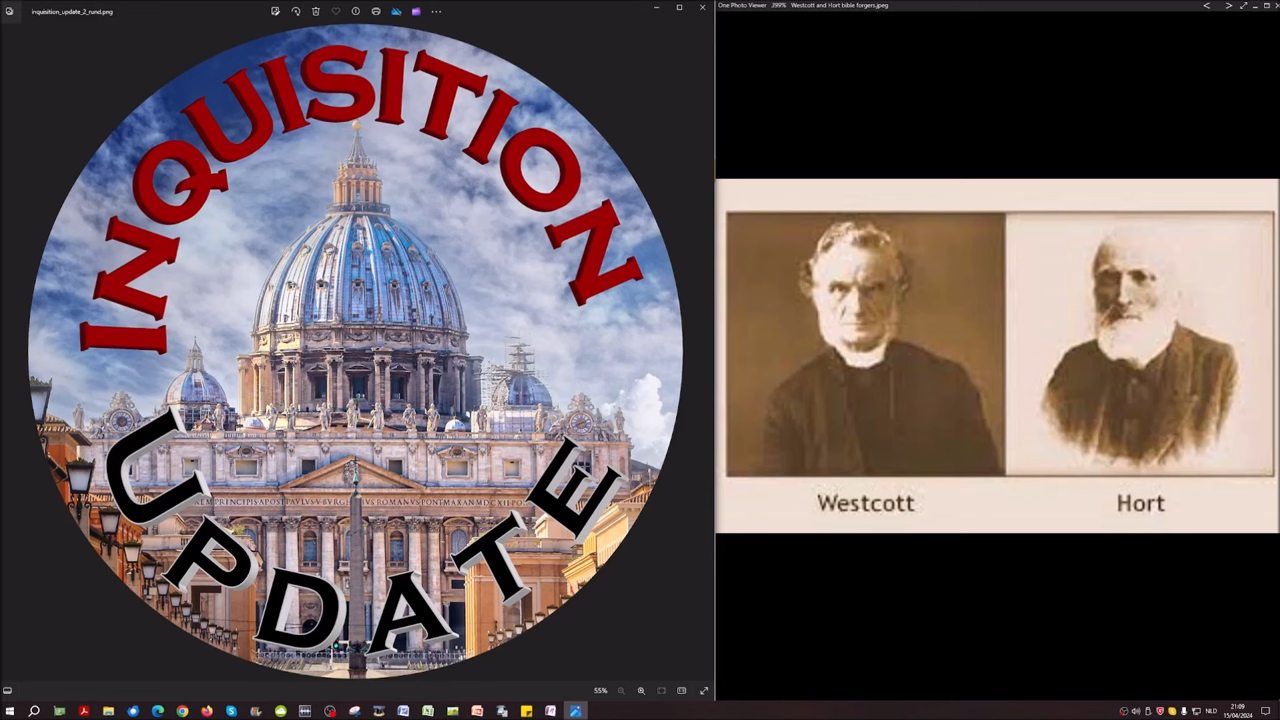 inquisition_update_2_rund.png
INQUISITION
UPDATE
55%
One Photo Viewer
Westcott and Hort bible forgers.jpeg
Westcott
Hort
NLD
21:09
15/04/2024